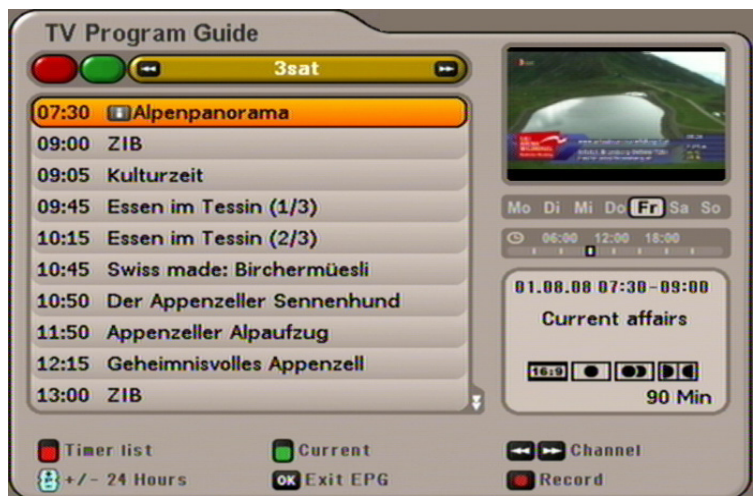 TV Program Guide
3sat
07:30 Alpenpanorama
09:00 ZIB
09:05 Kulturzeit
09:45 Essen im Tessin (1/3)
10:15 Essen im Tessin (2/3)
10:45 Swiss made: Birchermüesli
10:50 Der Appenzeller Sennenhund
11:50 Appenzeller Alpaufzug
12:15 Geheimnisvolles Appenzell
13:00 ZIB
Mo Di Mi Do Fr Sa So
06:00 12:00 18:00
01.08.08 07:30-09:00
Current affairs
16:9
90 Min
Timer list
Current
Channel
+/- 24 Hours
OK Exit EPG
Record